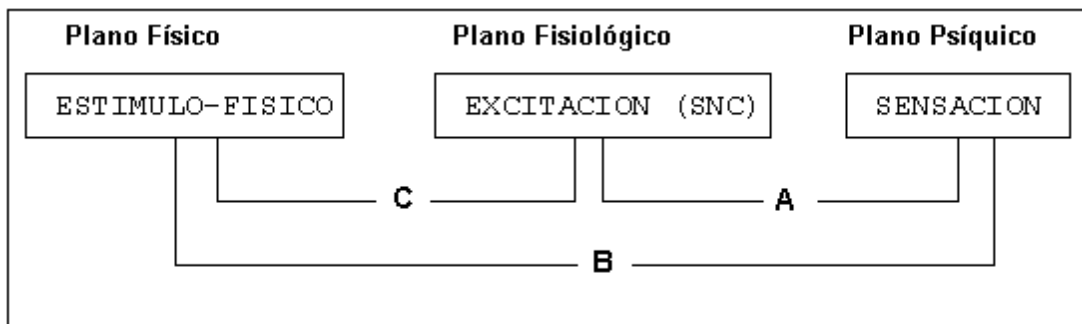 Plano Físico Plano Fisiológico Plano Psíquico
ESTIMULO-FISICO EXCITACION (SNC) SENSACION
C A
B